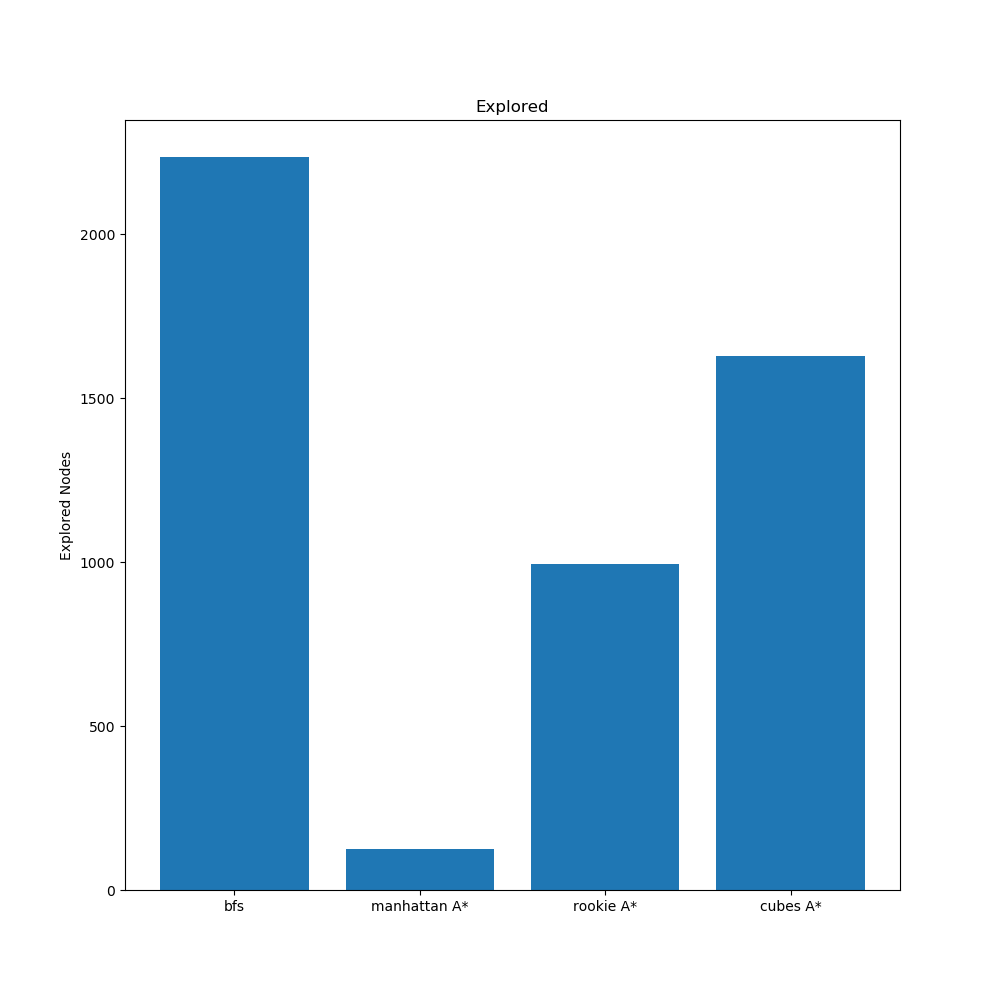 Explored
Explored Nodes
2000
1500
1000
500
0
bfs
manhattan A*
rookie A*
cubes A*